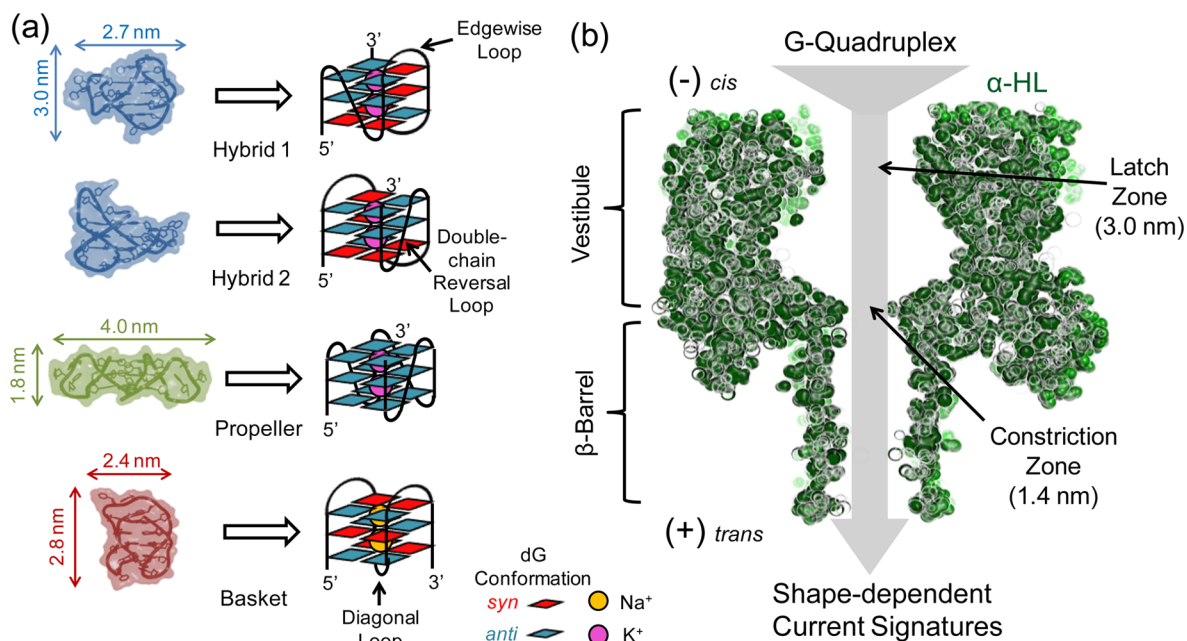 (a)
2.7 nm
3.0 nm
Hybrid 1
3’
5’
Edgewise
Loop
Hybrid 2
3’
5’
Double-
chain
Reversal
Loop
4.0 nm
1.8 nm
Propeller
3’
5’
2.4 nm
2.8 nm
Basket
5’
3’
Diagonal
Loop
dG
Conformation
syn
anti
Na⁺
K⁺
(b)
G-Quadruplex
(-) cis
α-HL
Vestibule
Latch
Zone
(3.0 nm)
β-Barrel
Constriction
Zone
(1.4 nm)
(+) trans
Shape-dependent
Current Signatures